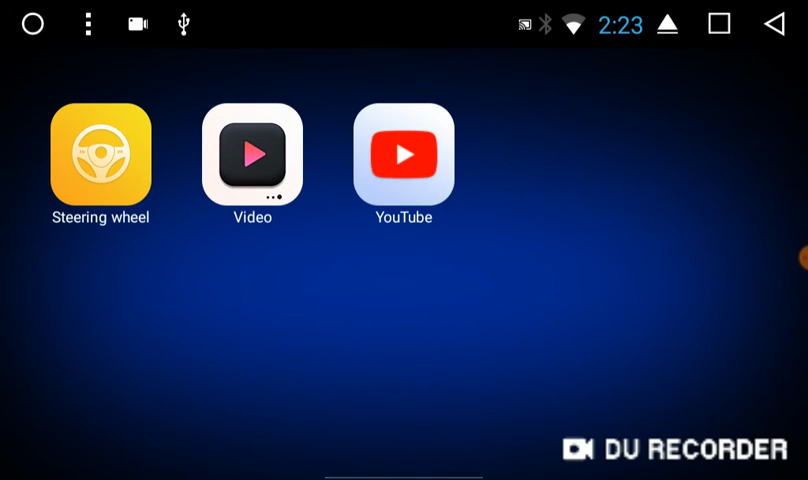 2:23
Steering wheel
Video
YouTube
DU RECORDER